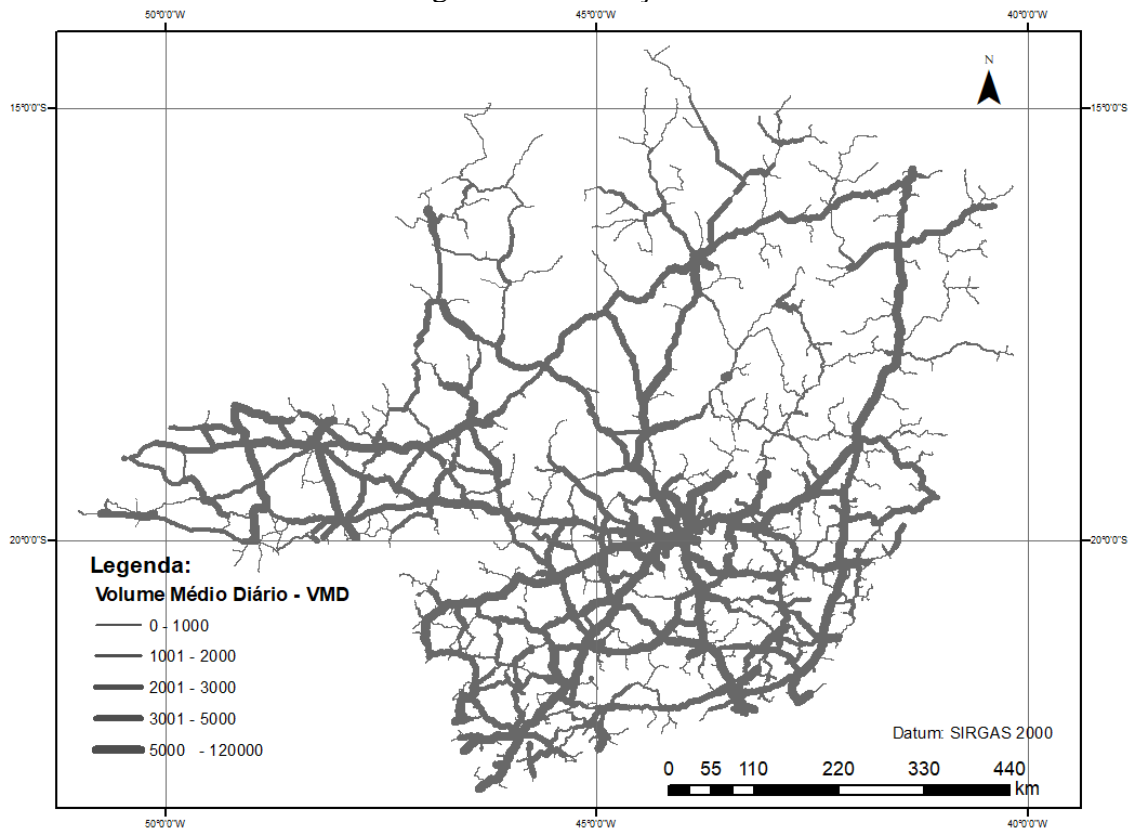 50°0'0"W 45°0'0"W 40°0'0"W
N
15°0'0"S 15°0'0"S
20°0'0"S 20°0'0"S
Legenda:
Volume Médio Diário - VMD
0 - 1000
1001 - 2000
2001 - 3000
3001 - 5000
5000 - 120000
Datum: SIRGAS 2000
0 55 110 220 330 440
km
50°0'0"W 45°0'0"W 40°0'0"W